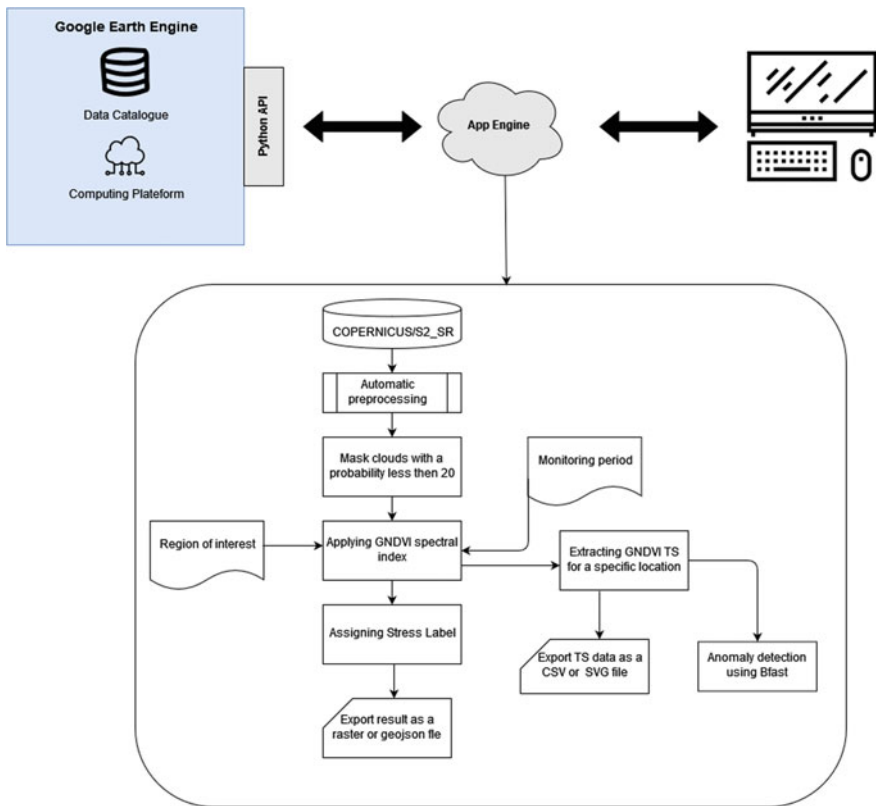 Google Earth Engine
Data Catalogue
Computing Plateform
Python API
App Engine
COPERNICUS/S2_SR
Automatic
preprocessing
Mask clouds with a
probability less then 20
Monitoring period
Region of interest
Applying GNDVI spectral
index
Extracting GNDVI TS
for a specific location
Assigning Stress Label
Export TS data as a
CSV or SVG file
Anomaly detection
using Bfast
Export result as a
raster or geojson fle